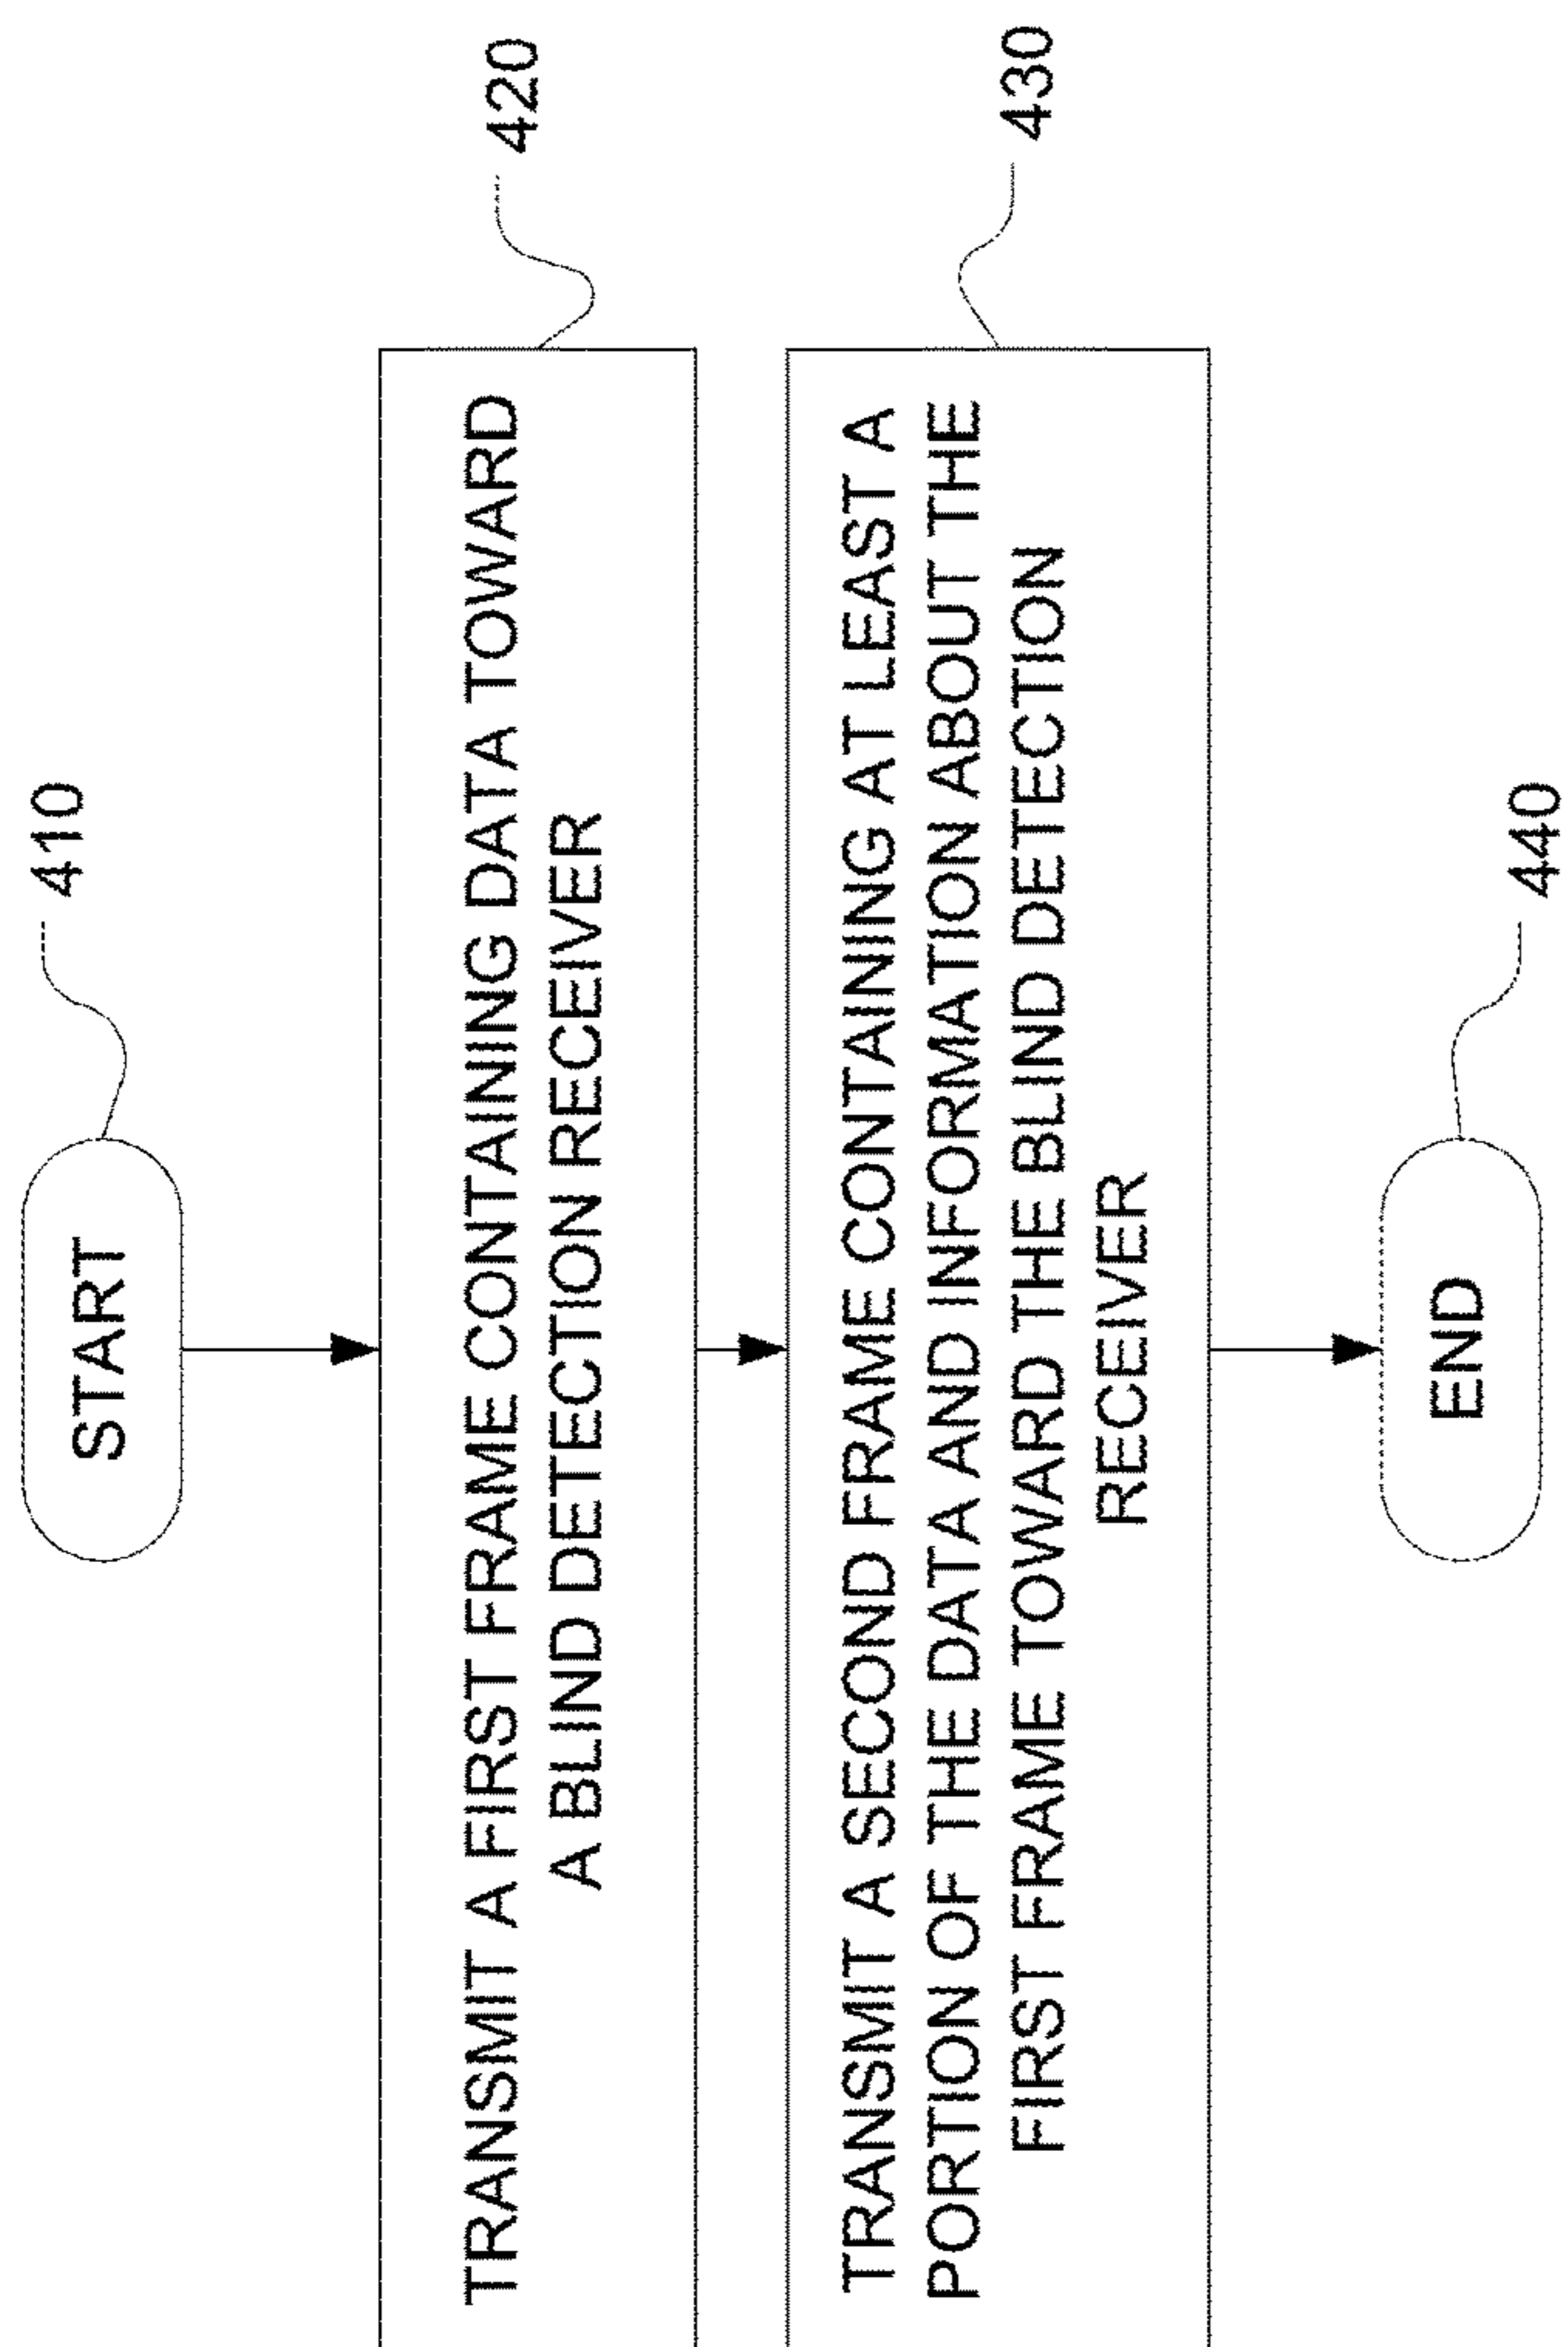 410
START
420
TRANSMIT A FIRST FRAME CONTAINING DATA TOWARD
A BLIND DETECTION RECEIVER
430
TRANSMIT A SECOND FRAME CONTAINING AT LEAST A
PORTION OF THE DATA AND INFORMATION ABOUT THE
FIRST FRAME TOWARD THE BLIND DETECTION
RECEIVER
440
END